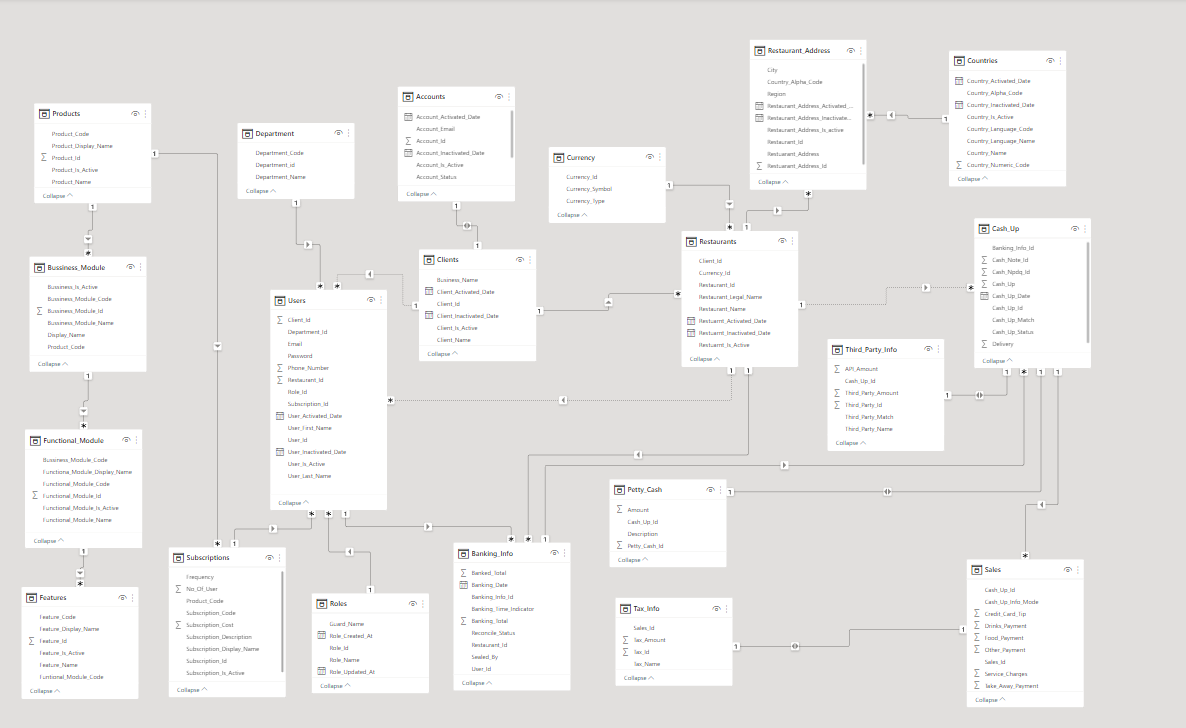 Products
Product_Code
Product_Display_Name
Product_Id
Product_Is_Active
Product_Name
Collapse
Department
Department_Code
Department_id
Department_Name
Collapse
Accounts
Account_Activated_Date
Account_Email
Account_Id
Account_Inactivated_Date
Account_Is_Active
Account_Status
Collapse
Currency
Currency_Id
Currency_Symbol
Currency_Type
Collapse
Restaurant_Address
City
Country_Alpha_Code
Region
Restaurant_Address_Activated_...
Restaurant_Address_Inactivate...
Restaurant_Address_Is_active
Restaurant_Id
Restaurant_Address
Restaurant_Address_Id
Collapse
Countries
Country_Activated_Date
Country_Alpha_Code
Country_Inactivated_Date
Country_Is_Active
Country_Language_Code
Country_Language_Name
Country_Name
Country_Numeric_Code
Collapse
Bussiness_Module
Bussiness_Is_Active
Bussiness_Module_Code
Bussiness_Module_Id
Bussiness_Module_Name
Display_Name
Product_Code
Collapse
Users
Client_Id
Department_Id
Email
Password
Phone_Number
Restaurant_Id
Role_Id
Subscription_Id
User_Activated_Date
User_First_Name
User_Id
User_Inactivated_Date
User_Is_Active
User_Last_Name
Collapse
Clients
Business_Name
Client_Activated_Date
Client_Id
Client_Inactivated_Date
Client_Is_Active
Client_Name
Collapse
Restaurants
Client_Id
Currency_Id
Restaurant_Id
Restaurant_Legal_Name
Restaurant_Name
Restuarnt_Activated_Date
Restuarnt_Inactivated_Date
Restuarnt_Is_Active
Collapse
Cash_Up
Banking_Info_Id
Cash_Note_Id
Cash_Npdq_Id
Cash_Up
Cash_Up_Date
Cash_Up_Id
Cash_Up_Match
Cash_Up_Status
Delivery
Collapse
Third_Party_Info
API_Amount
Cash_Up_Id
Third_Party_Amount
Third_Party_Id
Third_Party_Match
Third_Party_Name
Collapse
Functional_Module
Bussiness_Module_Code
Functiona_Module_Display_Name
Functional_Module_Code
Functional_Module_Id
Functional_Module_Is_Active
Functional_Module_Name
Collapse
Features
Feature_Code
Feature_Display_Name
Feature_Id
Feature_Is_Active
Feature_Name
Funtional_Module_Code
Collapse
Subscriptions
Frequency
No_Of_User
Product_Code
Subscription_Code
Subscription_Cost
Subscription_Description
Subscription_Display_Name
Subscription_Id
Subscription_Is_Active
Collapse
Roles
Guard_Name
Role_Created_At
Role_Id
Role_Name
Role_Updated_At
Collapse
Banking_Info
Banked_Total
Banking_Date
Banking_Info_Id
Banking_Time_Indicator
Banking_Total
Reconcile_Status
Restaurant_Id
Sealed_By
User_Id
Collapse
Petty_Cash
Amount
Cash_Up_Id
Description
Petty_Cash_Id
Collapse
Tax_Info
Sales_Id
Tax_Amount
Tax_Id
Tax_Name
Collapse
Sales
Cash_Up_Id
Cash_Up_Info_Mode
Credit_Card_Tip
Drinks_Payment
Food_Payment
Other_Payment
Sales_Id
Service_Charges
Take_Away_Payment
Collapse